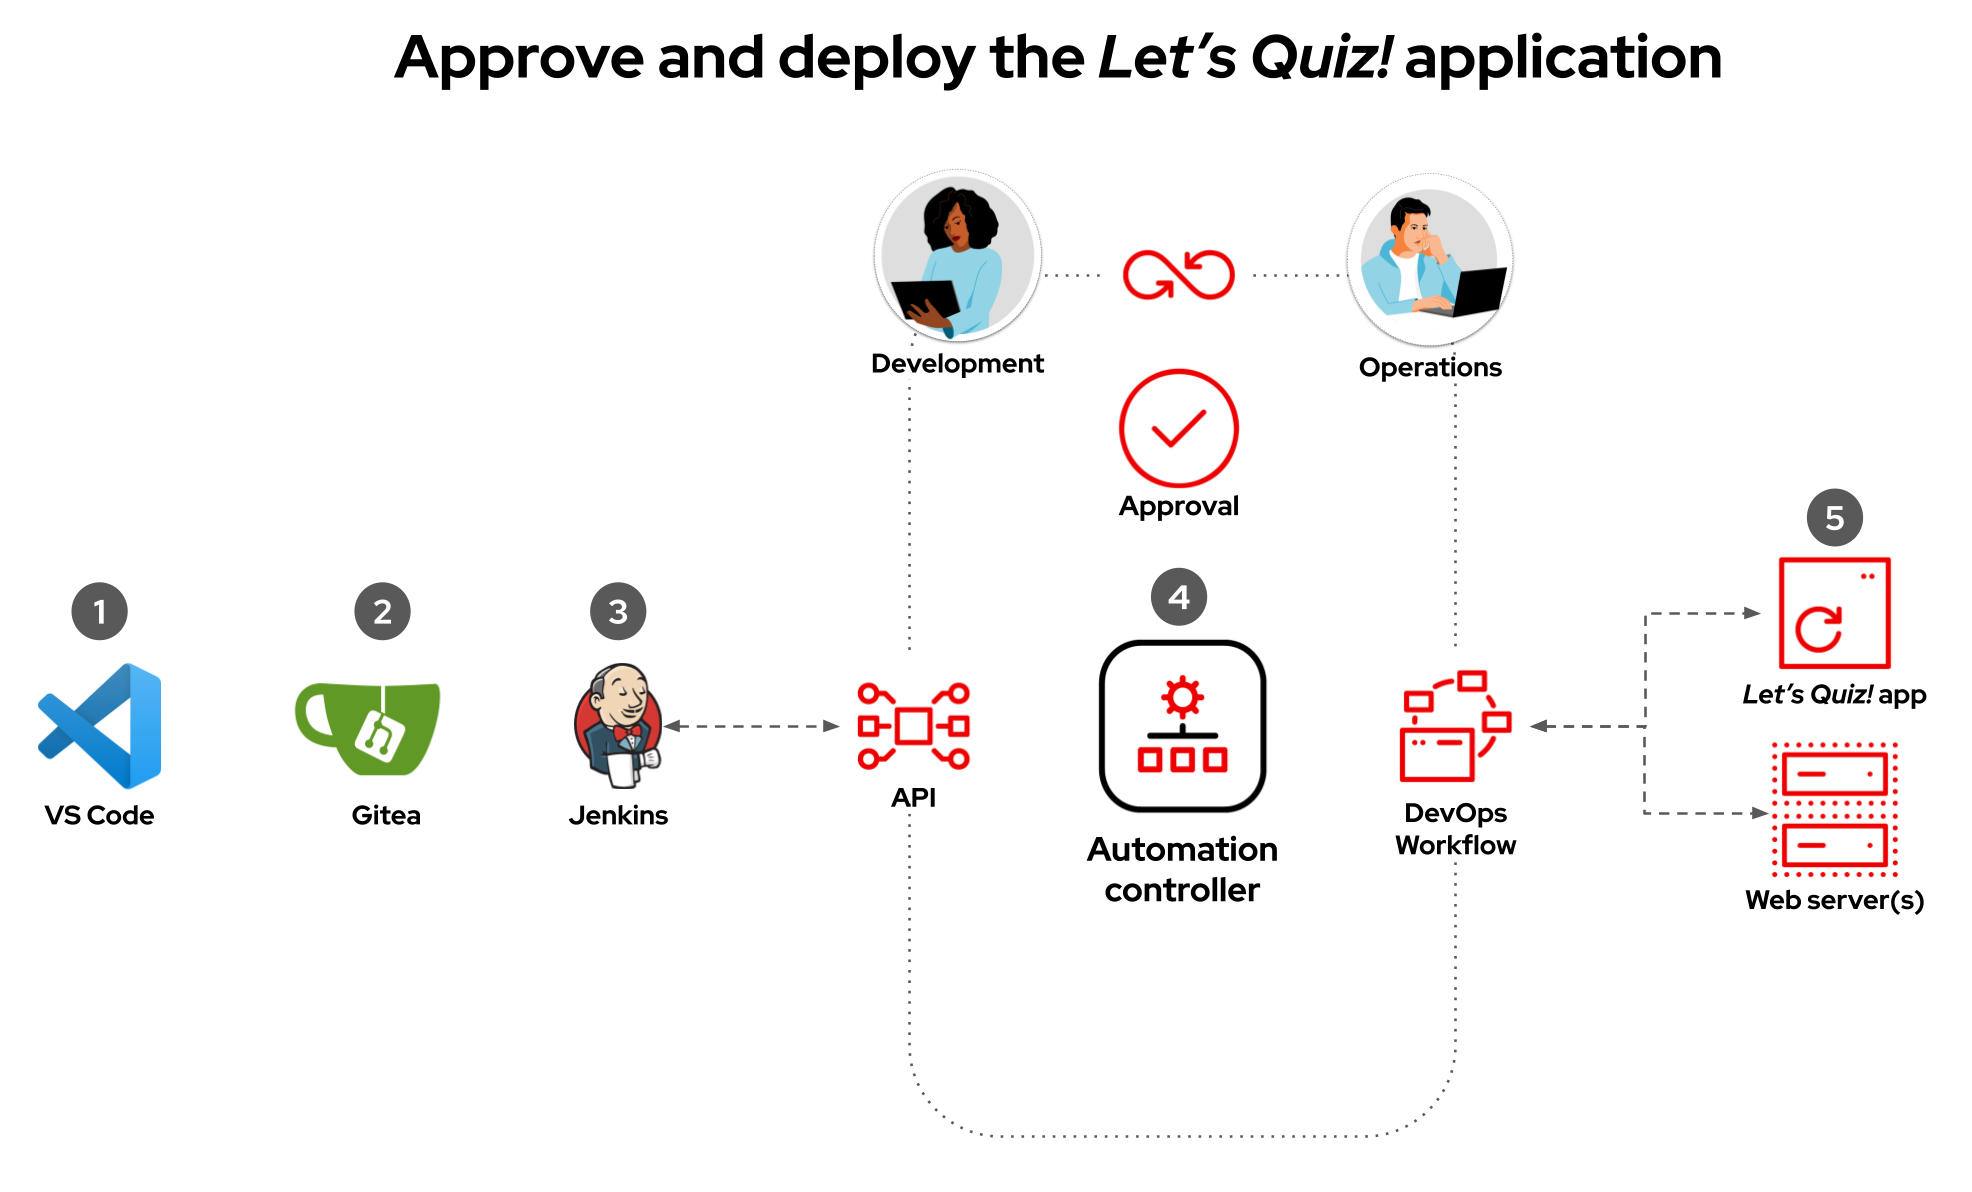 Approve and deploy the Let’s Quiz! application
Development
Operations
Approval
1
2
3
4
5
VS Code
Gitea
Jenkins
API
Automation
controller
DevOps
Workflow
Let’s Quiz! app
Web server(s)